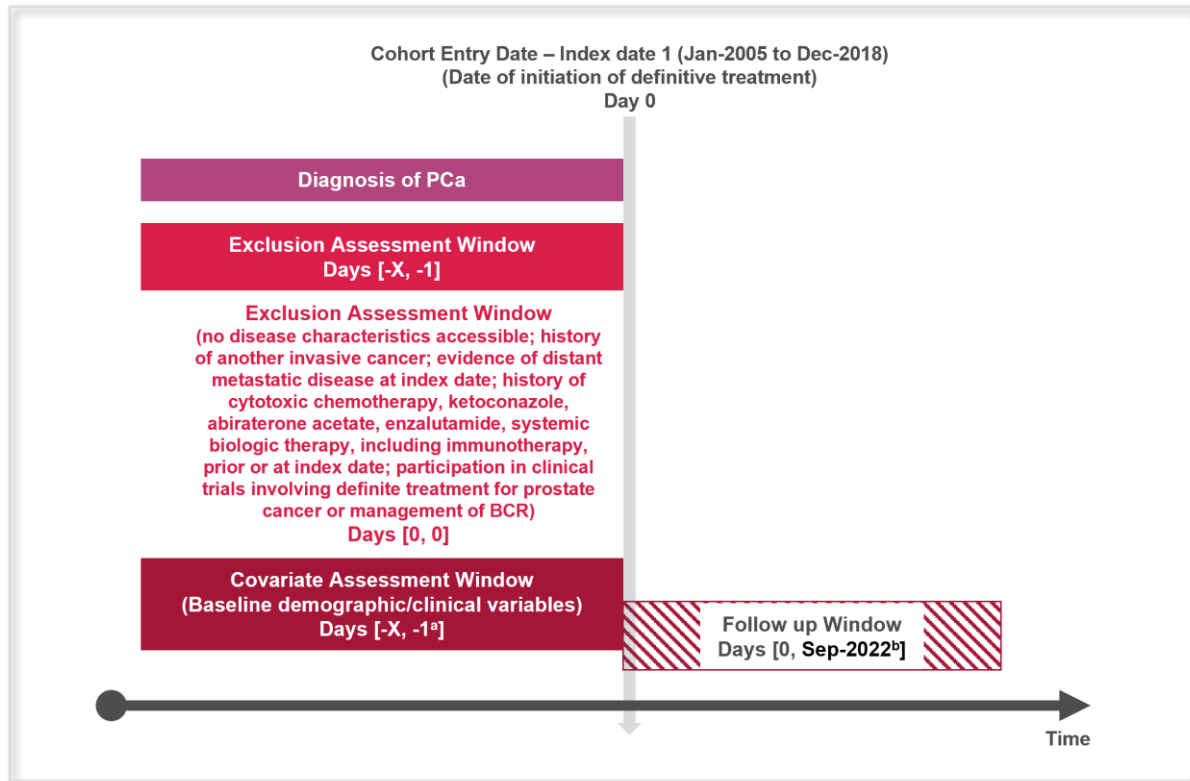 Cohort Entry Date – Index date 1 (Jan-2005 to Dec-2018)
(Date of initiation of definitive treatment)
Day 0
Diagnosis of PCa
Exclusion Assessment Window
Days [-X, -1]
Exclusion Assessment Window
(no disease characteristics accessible; history
of another invasive cancer; evidence of distant
metastatic disease at index date; history of
cytotoxic chemotherapy, ketoconazole,
abiraterone acetate, enzalutamide, systemic
biologic therapy, including immunotherapy,
prior or at index date; participation in clinical
trials involving definite treatment for prostate
cancer or management of BCR)
Days [0, 0]
Covariate Assessment Window
(Baseline demographic/clinical variables)
Days [-X, -1ᵃ]
Follow up Window
Days [0, Sep-2022ᵇ]
Time